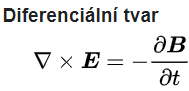 Diferenciální tvar
∇ × E = −∂B/∂t